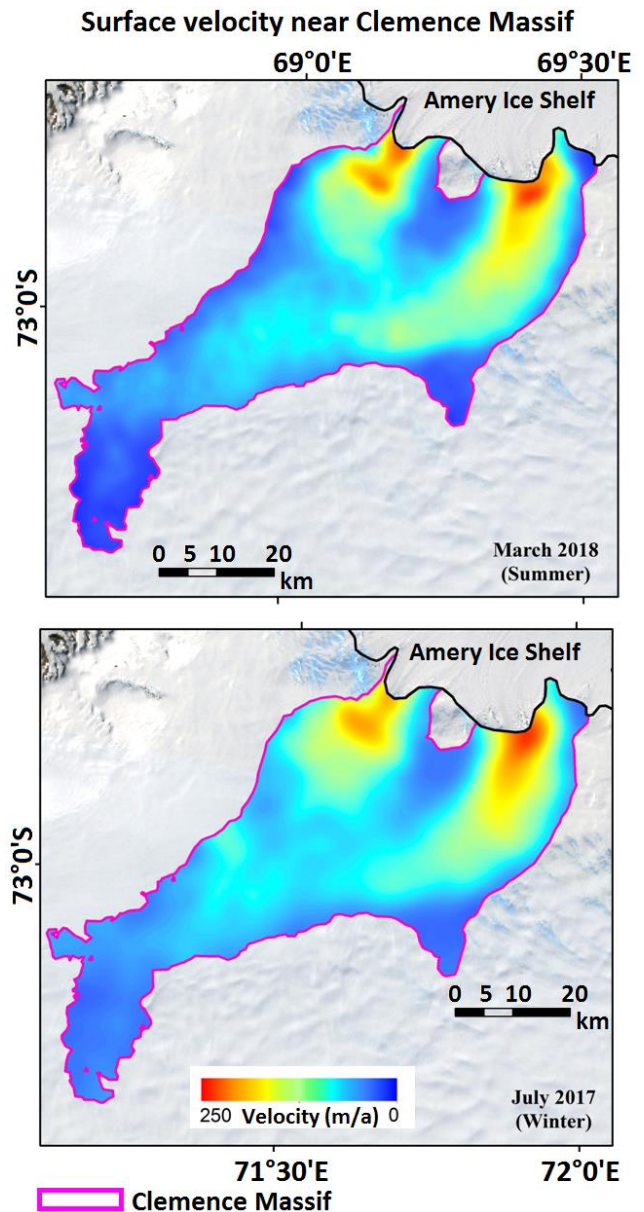 Surface velocity near Clemence Massif
69°0'E 69°30'E
Amery Ice Shelf
73°0'S
0 5 10 20
km
March 2018
(Summer)
Amery Ice Shelf
73°0'S
0 5 10 20
km
250 Velocity (m/a) 0
July 2017
(Winter)
71°30'E 72°0'E
Clemence Massif